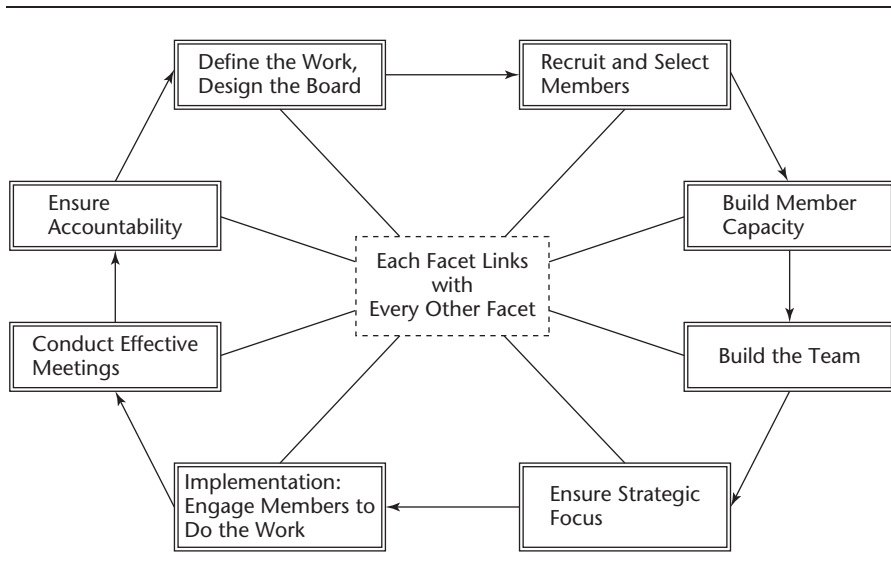 Define the Work,
Design the Board
Recruit and Select
Members
Ensure
Accountability
Build Member
Capacity
Each Facet Links
with
Every Other Facet
Conduct Effective
Meetings
Build the Team
Implementation:
Engage Members to
Do the Work
Ensure Strategic
Focus